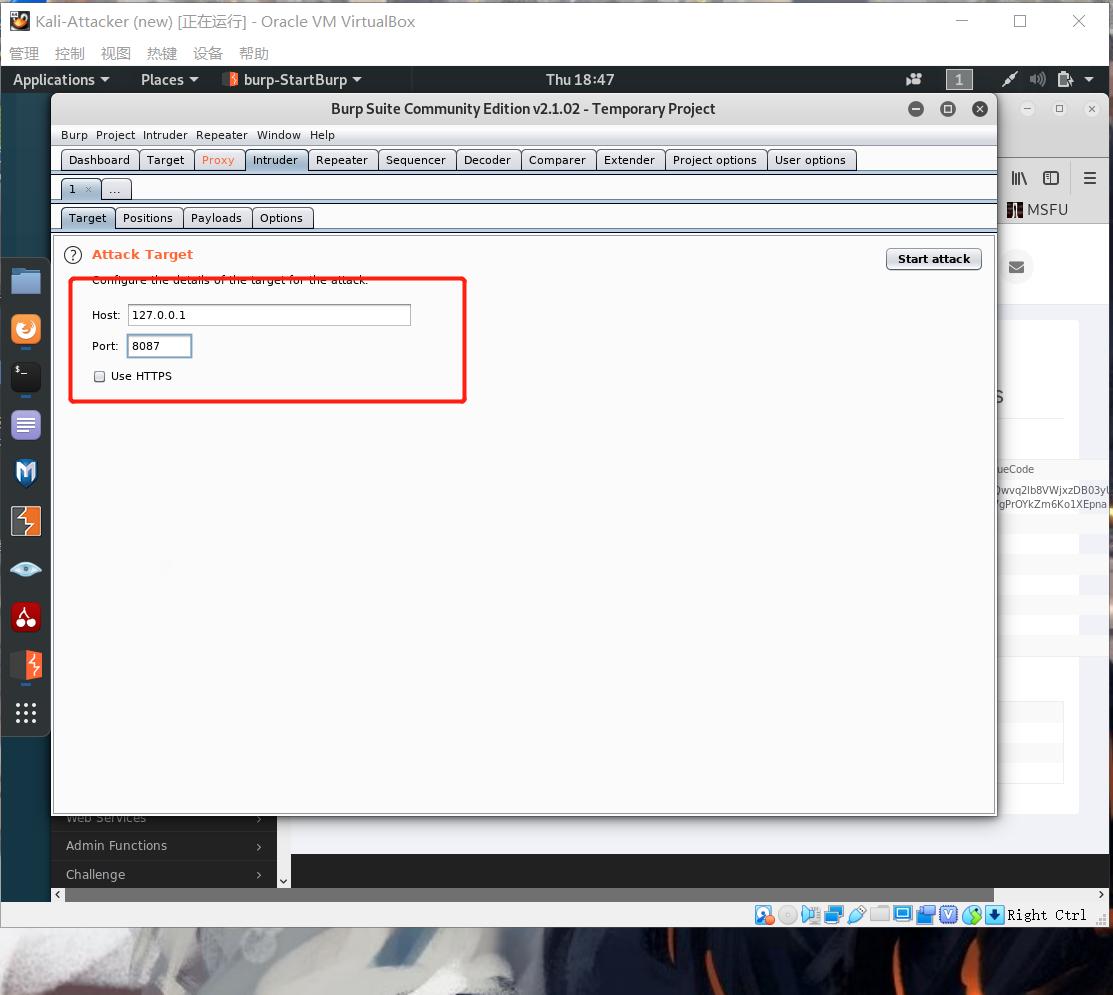 Kali-Attacker (new) [正在运行] - Oracle VM VirtualBox
管理 控制 视图 热键 设备 帮助
Applications Places burp-StartBurp Thu 18:47 1
Burp Suite Community Edition v2.1.02 - Temporary Project
Burp Project Intruder Repeater Window Help
Dashboard Target Proxy Intruder Repeater Sequencer Decoder Comparer Extender Project options User options
1 × ...
Target Positions Payloads Options
MSFU
? Attack Target
Start attack
Configure the details of the target for the attack.
Host: 127.0.0.1
Port: 8087
Use HTTPS
s
ueCode
Qwvq2lb8VWjxzDB03yl
gPrOYkZm6Ko1XEpna
Web Services
Admin Functions
Challenge
Right Ctrl